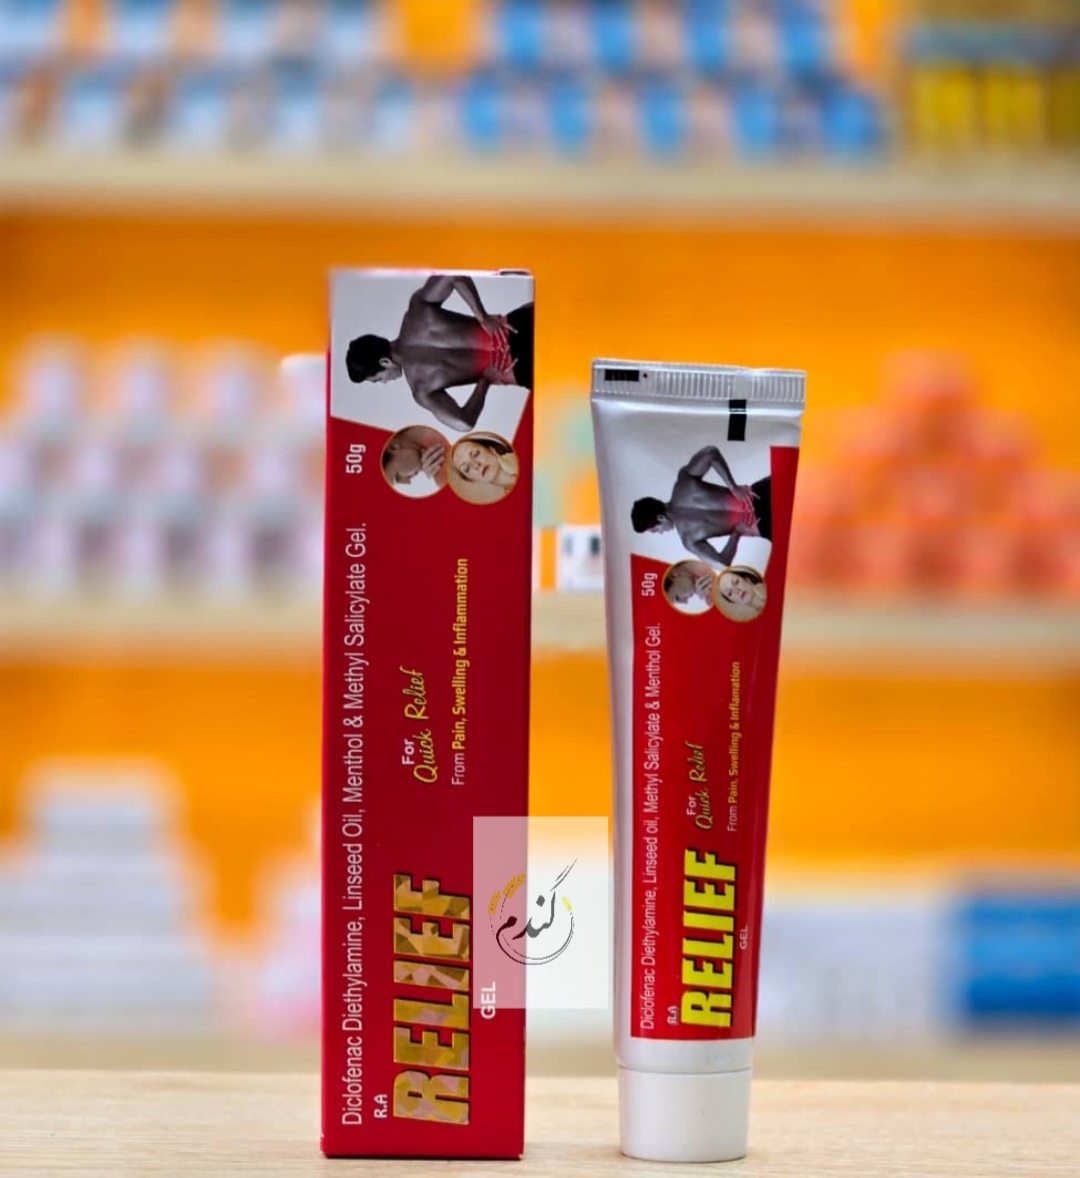 50g
Diclofenac Diethylamine, Linseed Oil, Menthol & Methyl Salicylate Gel.
R.A
RELIEF
GEL
For
Quick Relief
From Pain, Swelling & Inflammation
گندم
50g
Diclofenac Diethylamine, Linseed oil, Methyl Salicylate & Menthol Gel.
R.A
RELIEF
GEL
For
Quick Relief
From Pain, Swelling & Inflamation